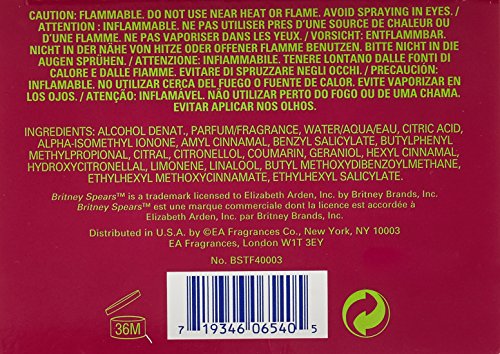 CAUTION: FLAMMABLE. DO NOT USE NEAR HEAT OR FLAME. AVOID SPRAYING IN EYES.
/ ATTENTION : INFLAMMABLE. NE PAS UTILISER PRES D'UNE SOURCE DE CHALEUR OU
D'UNE FLAMME. NE PAS VAPORISER DANS LES YEUX. / VORSICHT: ENTFLAMMBAR.
NICHT IN DER NÄH VON HITZE ODER OFFENER FLAMME BENUTZEN. BITTE NICHT IN DIE
AUGEN SPRÜHEN. / ATTENZIONE: INFIAMMABILE. TENERE LONTANO DALLE FONTI DI
CALORE E DALLE FIAMME. EVITARE DI SPRUZZARE NEGLI OCCHI. / PRECAUCIÓN:
INFLAMABLE. NO UTILIZAR CERCA DEL FUEGO O FUENTE DE CALOR. EVITE VAPORIZAR EN
LOS OJOS. / ATENÇÃO: INFLAMÁVEL. NÃO UTILIZAR PERTO DO FOGO OU DE UMA CHAMA.
EVITAR APLICAR NOS OLHOS.
INGREDIENTS: ALCOHOL DENAT., PARFUM/FRAGRANCE, WATER/AQUA/EAU, CITRIC ACID,
ALPHA-ISOMETHYL IONONE, AMYL CINNAMAL, BENZYL SALICYLATE, BUTYLPHENYL
METHYLPROPIONAL, CITRAL, CITRONELLOL, COUMARIN, GERANIOL, HEXYL CINNAMAL,
HYDROXYCITRONELLAL, LIMONENE, LINALOOL, BUTYL METHOXYDIBENZOYLMETHANE,
ETHYLHEXYL METHOXYCINNAMATE, ETHYLHEXYL SALICYLATE.
Britney Spears™ is a trademark licensed to Elizabeth Arden, Inc. by Britney Brands, Inc.
Britney Spears™ est une marque commerciale dont la licence est accordée à
Elizabeth Arden, Inc. par Britney Brands, Inc.
Distributed in U.S.A. by ©EA Fragrances Co., New York, NY 10003
EA Fragrances, London W1T 3EY
No. BSTF40003
36M
7 19346 06540 5